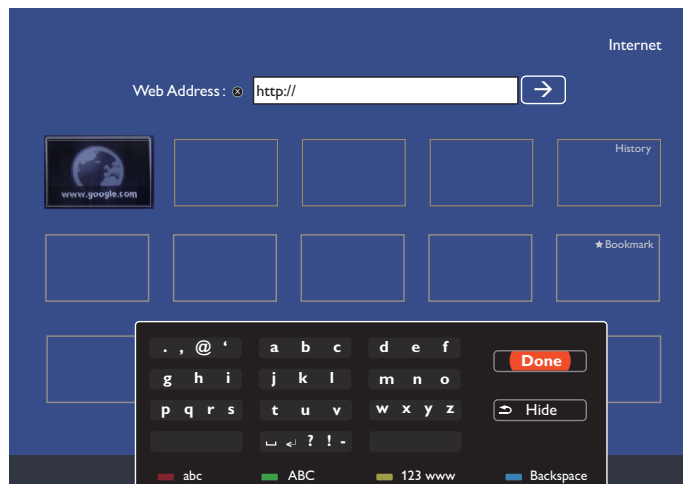 Internet
Web Address : http://
→
www.google.com
History
★ Bookmark
. , @ ‘ a b c d e f
Done
g h i j k l m n o
p q r s t u v w x y z
Hide
␣ ↵ ? ! -
abc ABC 123 www Backspace